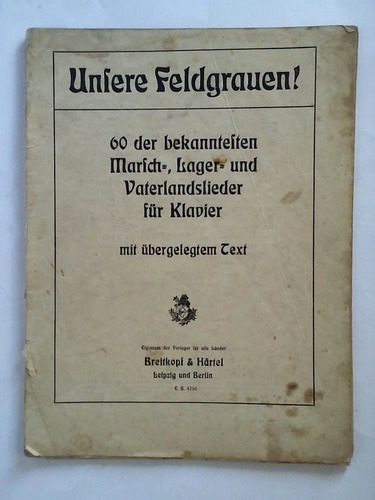 Unſere Feldgrauen!
60 der bekannteſten
Marſch-, Lager- und
Vaterlandslieder
für Klavier
mit übergelegtem Text
Eigentum der Verleger für alle Länder
Breitkopf & Härtel
Leipzig und Berlin